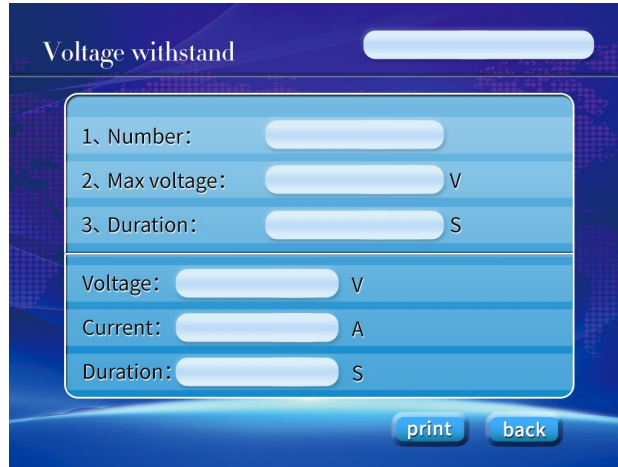 Voltage withstand
1、Number：
2、Max voltage： V
3、Duration： S
Voltage： V
Current： A
Duration： S
print back